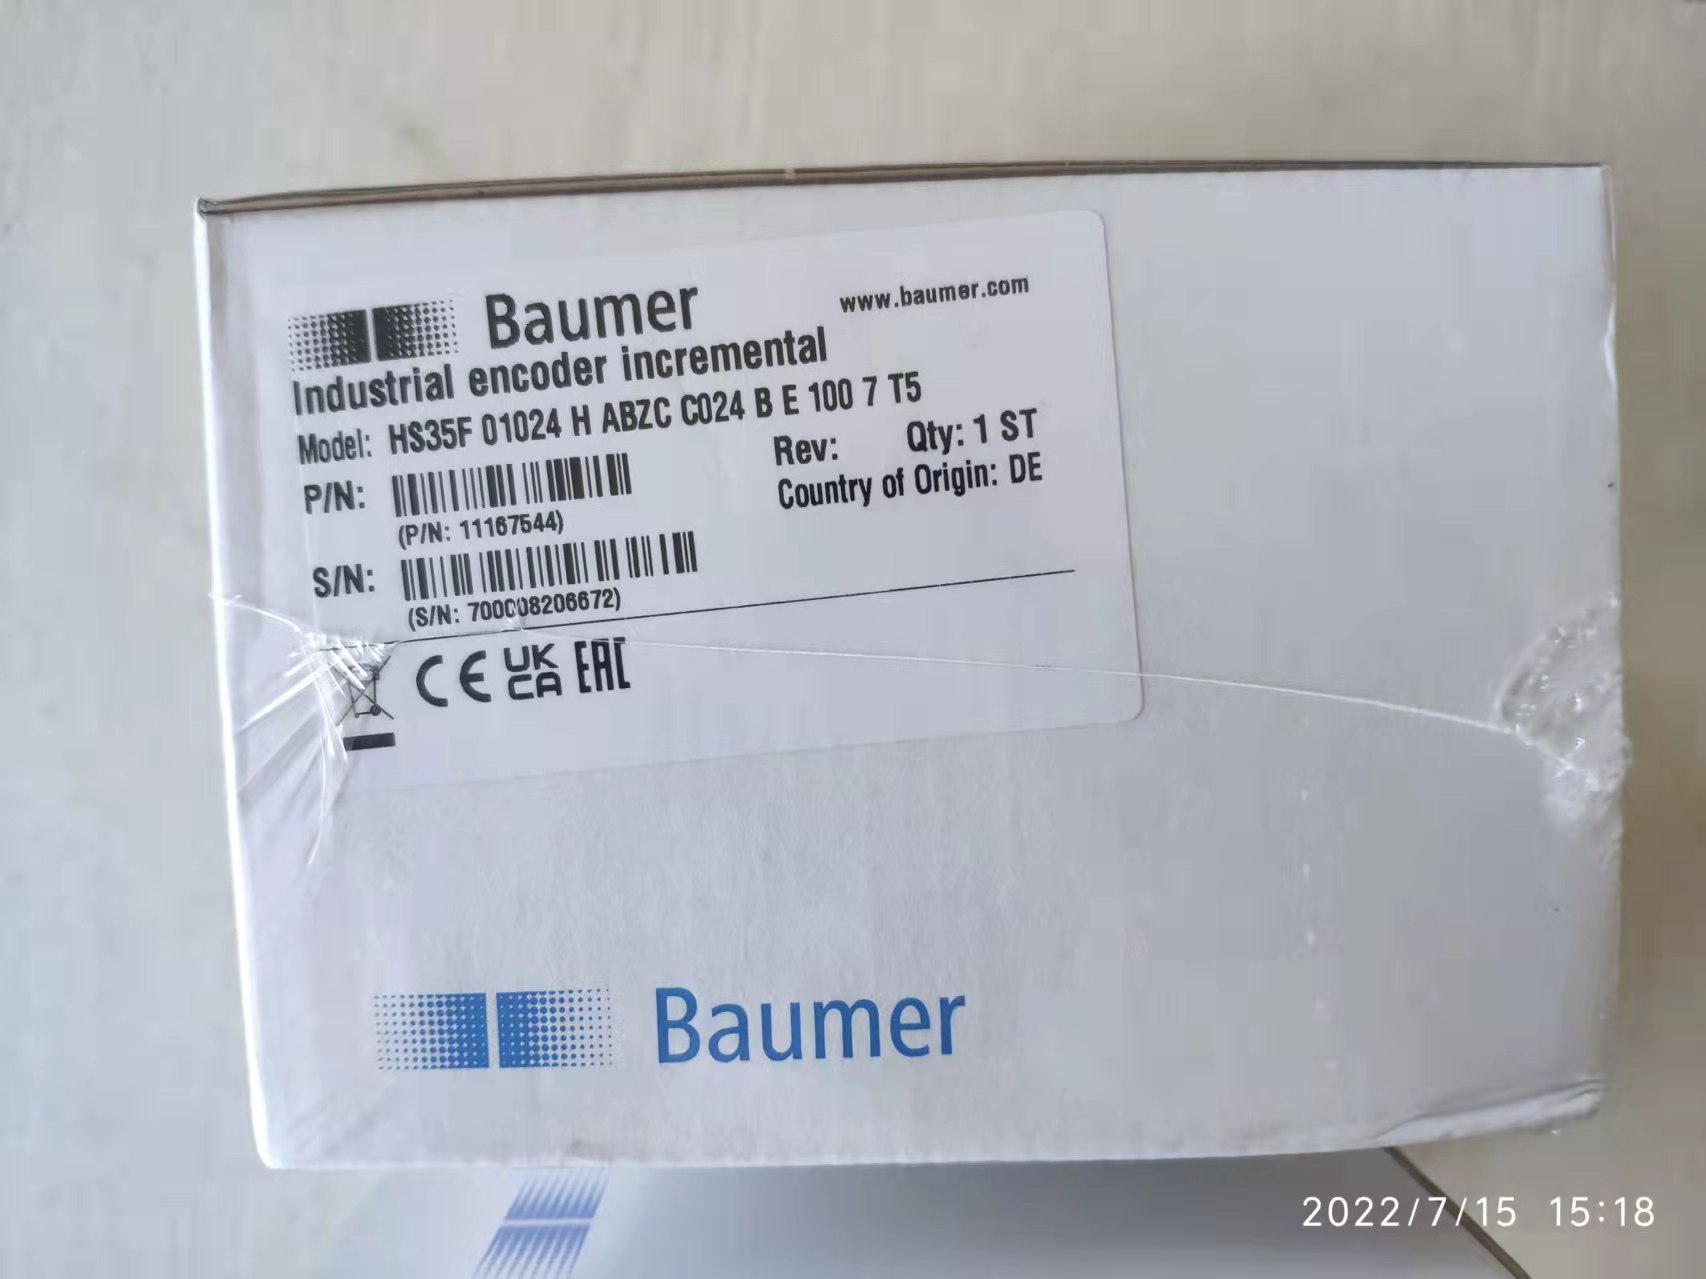 Baumer
www.baumer.com
Industrial encoder incremental
Model: HS35F 01024 H ABZC C024 B E 100 7 T5
P/N:
Rev: Qty: 1 ST
(P/N: 11167544)
Country of Origin: DE
S/N:
(S/N: 700008206672)
CE UK CA EAC
Baumer
2022/7/15 15:18